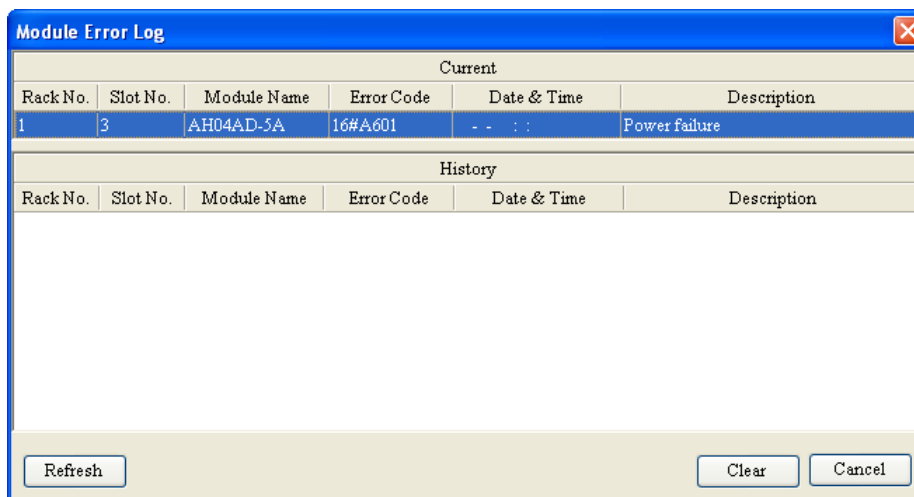 Module Error Log
Current
Rack No. Slot No. Module Name Error Code Date & Time Description
1 3 AH04AD-5A 16#A601 - - : : Power failure
History
Rack No. Slot No. Module Name Error Code Date & Time Description
Refresh Clear Cancel